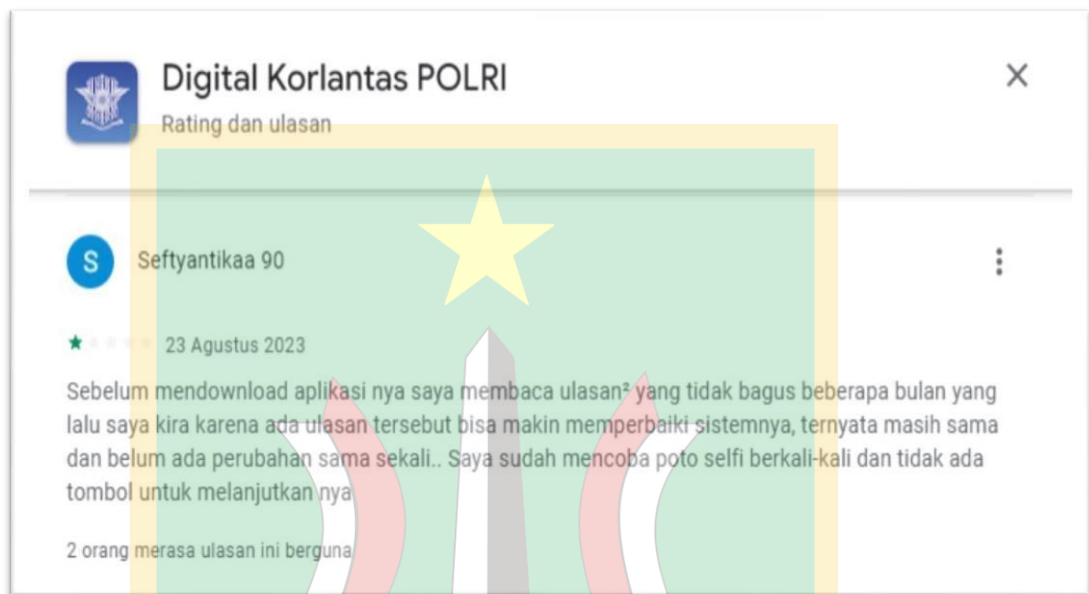 Digital Korlantas POLRI
Rating dan ulasan
S
Seftyantikaa 90
23 Agustus 2023
Sebelum mendownload aplikasi nya saya membaca ulasan² yang tidak bagus beberapa bulan yang
lalu saya kira karena ada ulasan tersebut bisa makin memperbaiki sistemnya, ternyata masih sama
dan belum ada perubahan sama sekali.. Saya sudah mencoba poto selfi berkali-kali dan tidak ada
tombol untuk melanjutkan nya
2 orang merasa ulasan ini berguna